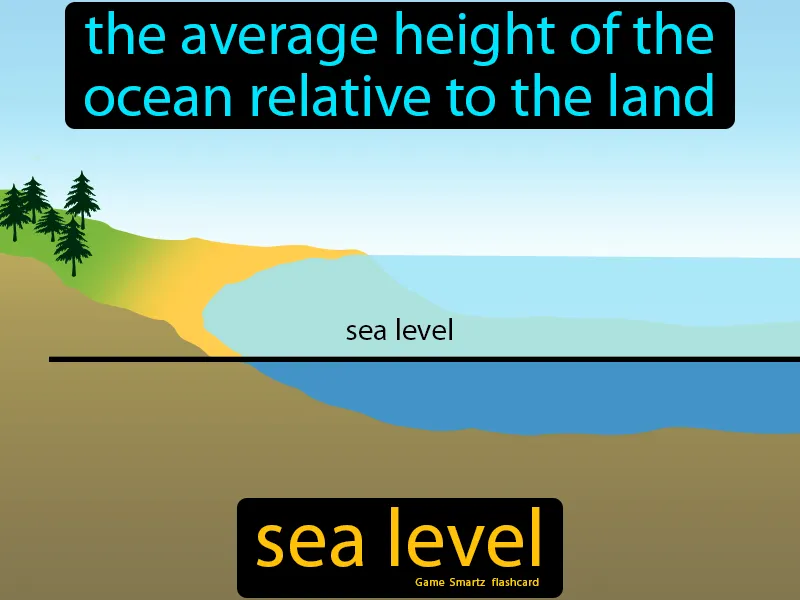 the average height of the
ocean relative to the land
sea level
sea level
Game Smartz flashcard